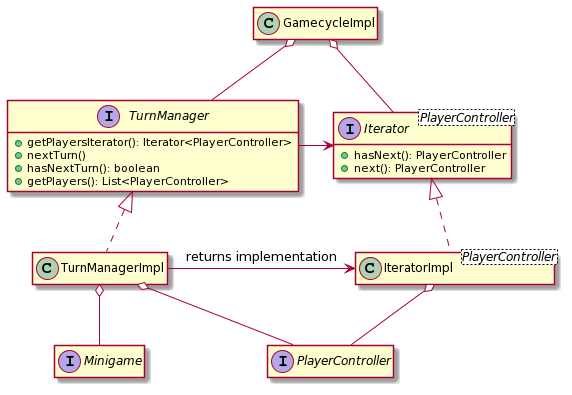 C GamecycleImpl
I TurnManager
getPlayersIterator(): Iterator<PlayerController>
nextTurn()
hasNextTurn(): boolean
getPlayers(): List<PlayerController>
I Iterator
PlayerController
hasNext(): PlayerController
next(): PlayerController
C TurnManagerImpl
returns implementation
C IteratorImpl
PlayerController
I Minigame
I PlayerController